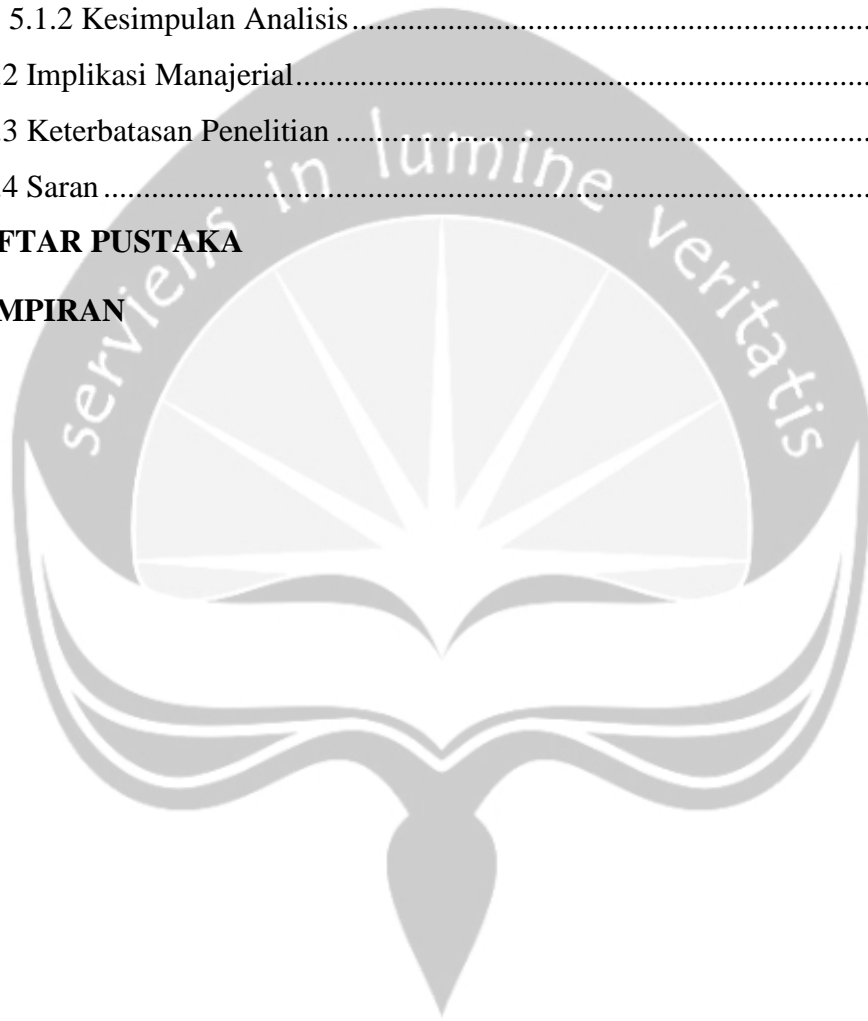 5.1.2 Kesimpulan Analisis........................................................................
.2 Implikasi Manajerial................................................................................
.3 Keterbatasan Penelitian..........................................................................
.4 Saran........................................................................................................
FTAR PUSTAKA
MPIRAN
serviens in lumine veritatis